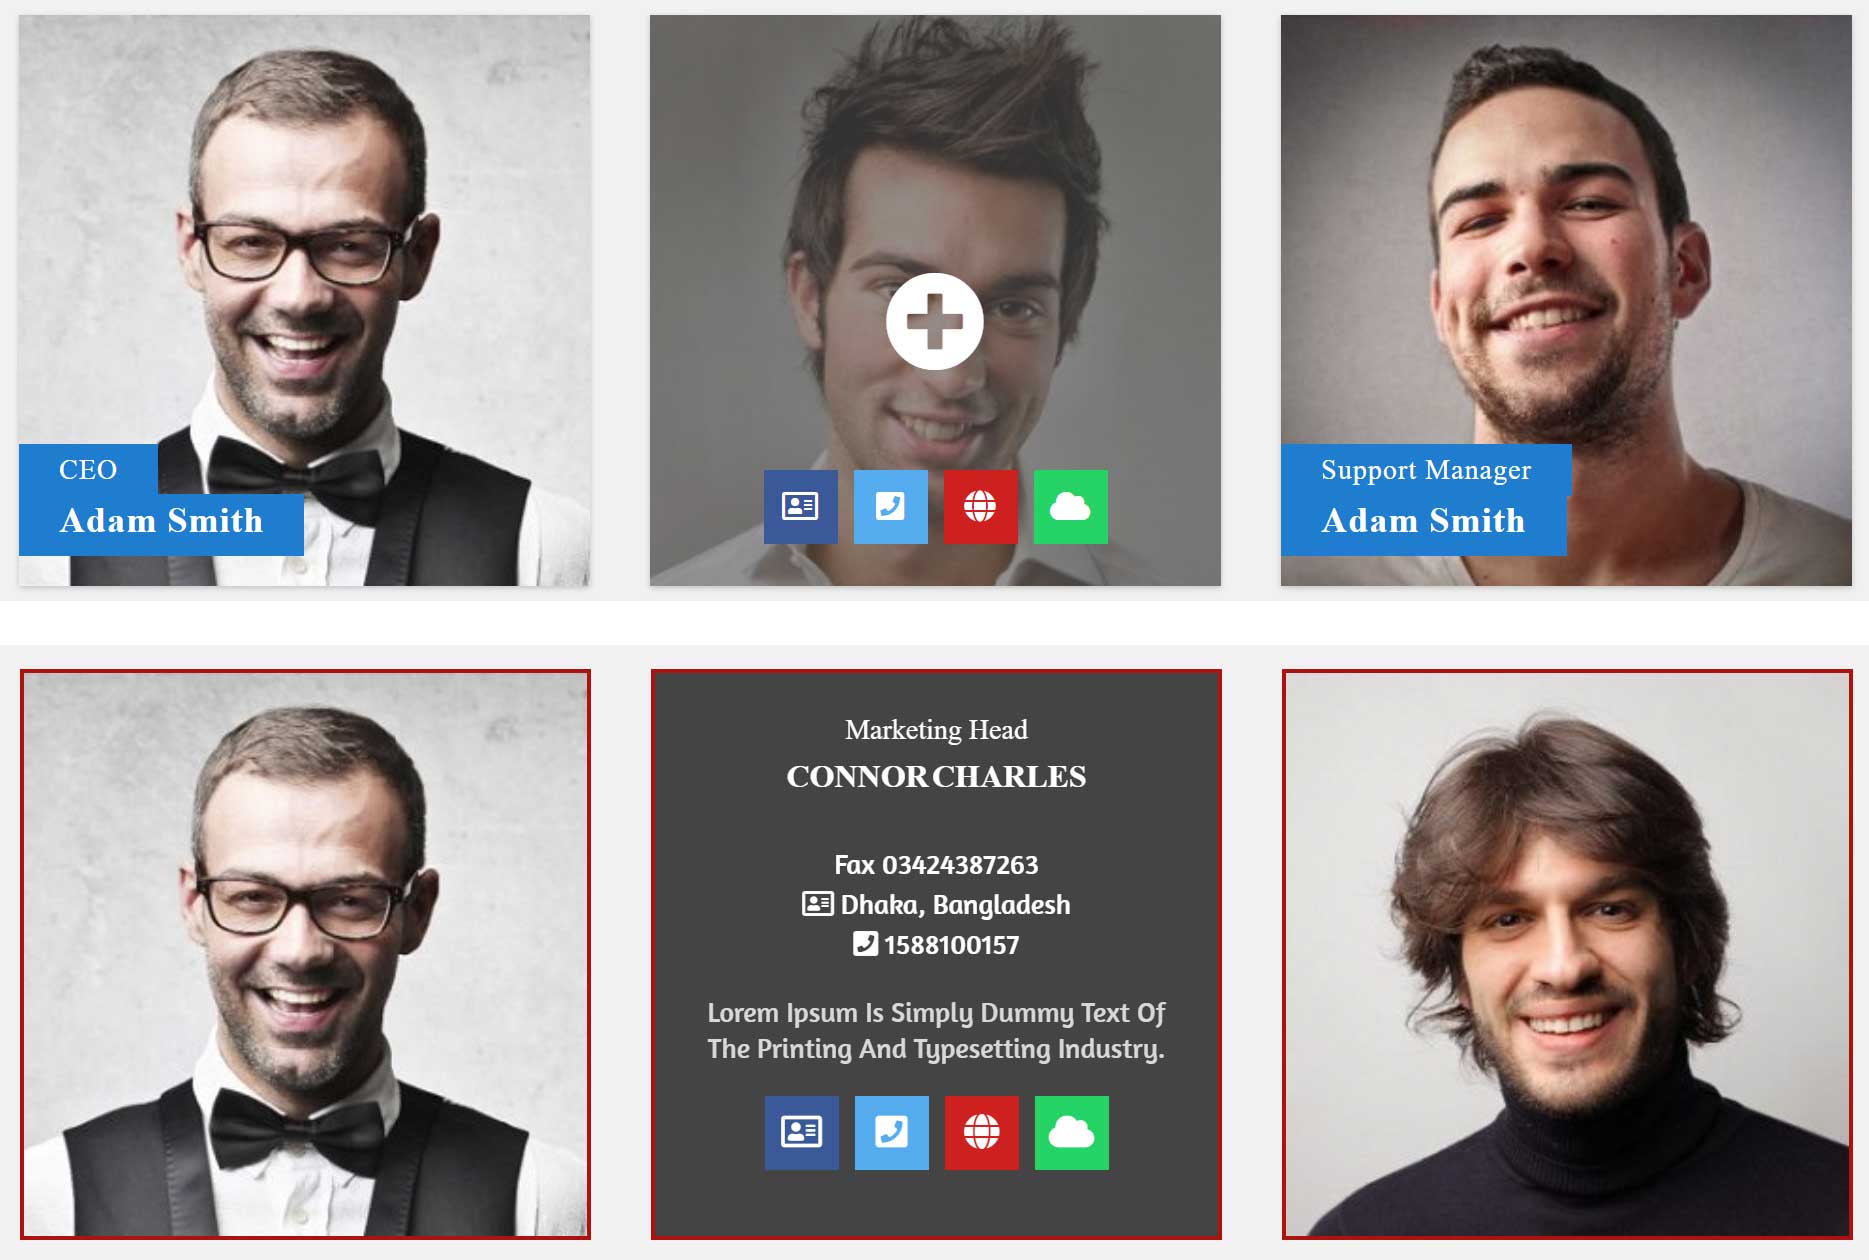 CEO
Adam Smith
Support Manager
Adam Smith
Marketing Head
CONNOR CHARLES
Fax 03424387263
Dhaka, Bangladesh
1588100157
Lorem Ipsum Is Simply Dummy Text Of
The Printing And Typesetting Industry.